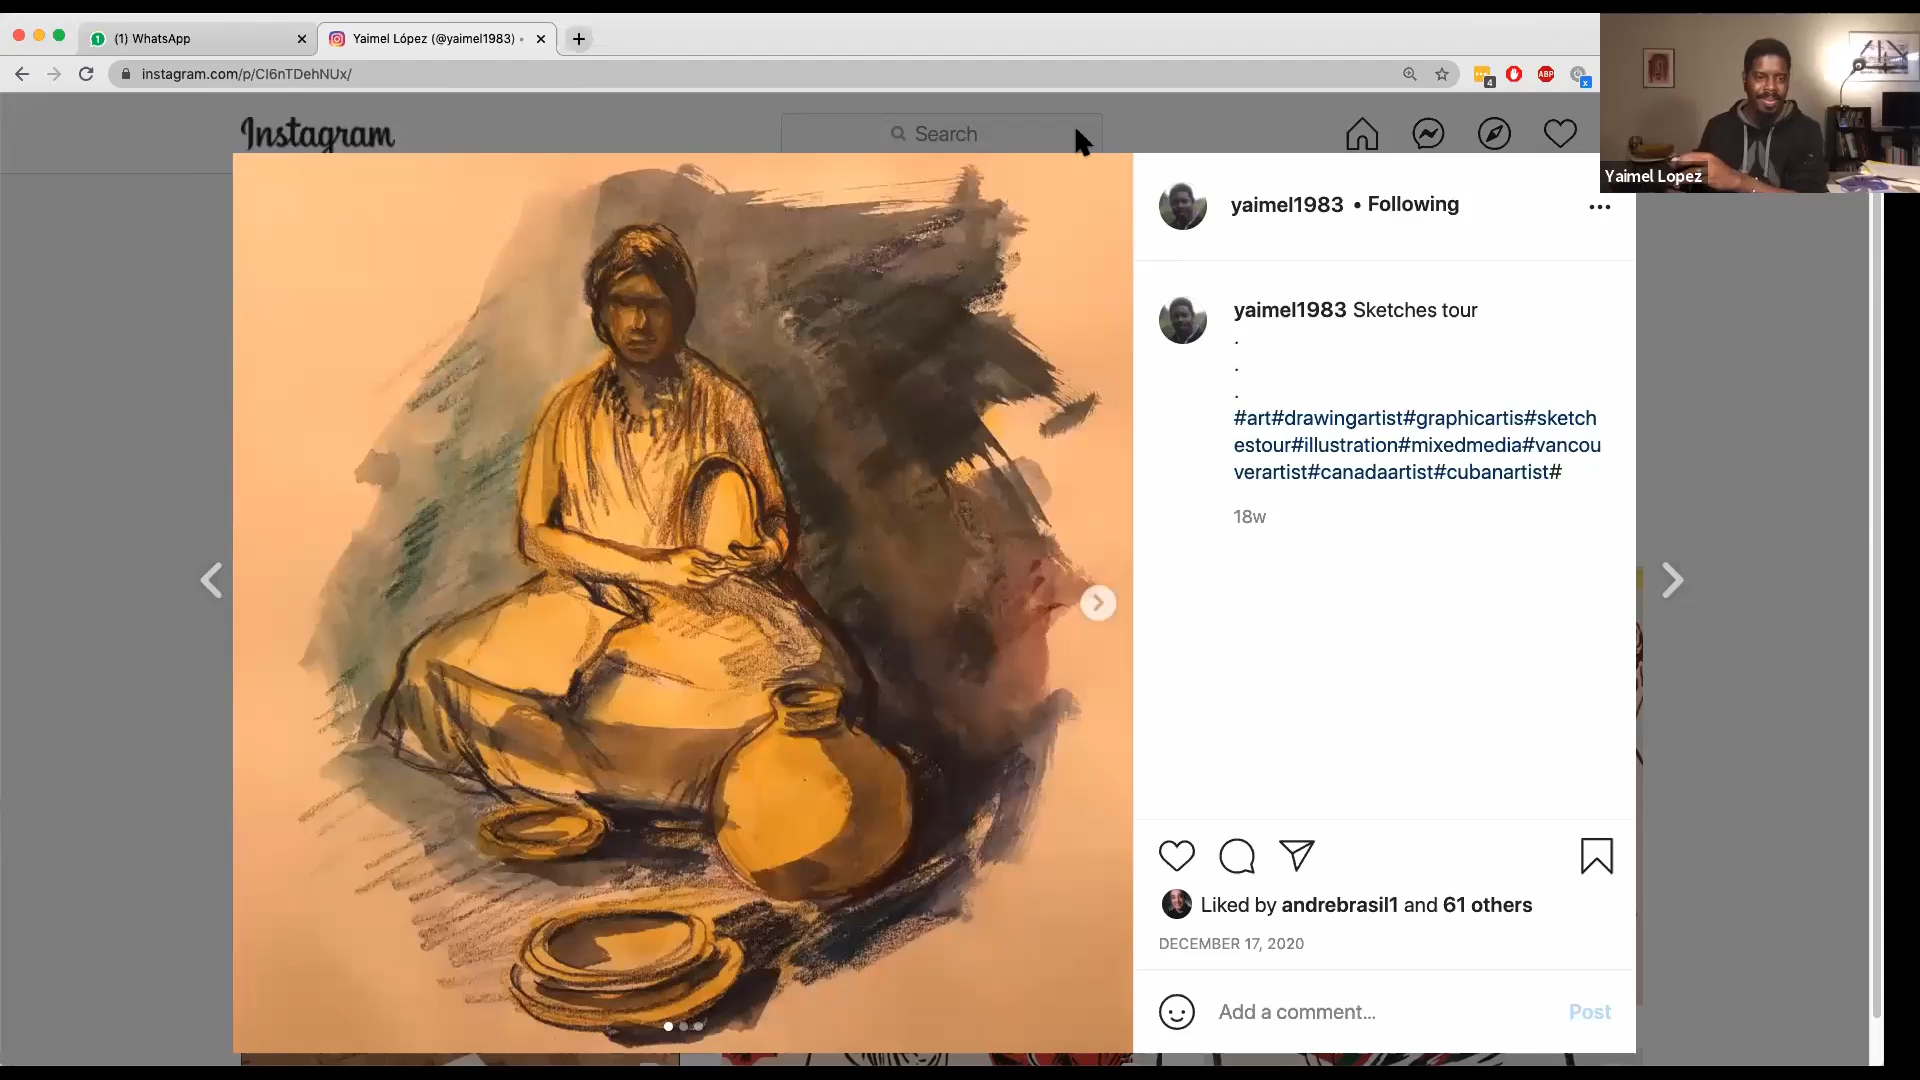 (1) WhatsApp
Yaimel López (@yaimel1983) •
instagram.com/p/CI6nTDehNUx/
4
ABP
x
Instagram
Search
Yaimel Lopez
yaimel1983 • Following
yaimel1983 Sketches tour
.
.
.
#art#drawingartist#graphicartis#sketch
estour#illustration#mixedmedia#vancou
verartist#canadaartist#cubanartist#
18w
Liked by andrebrasil1 and 61 others
DECEMBER 17, 2020
Add a comment...
Post